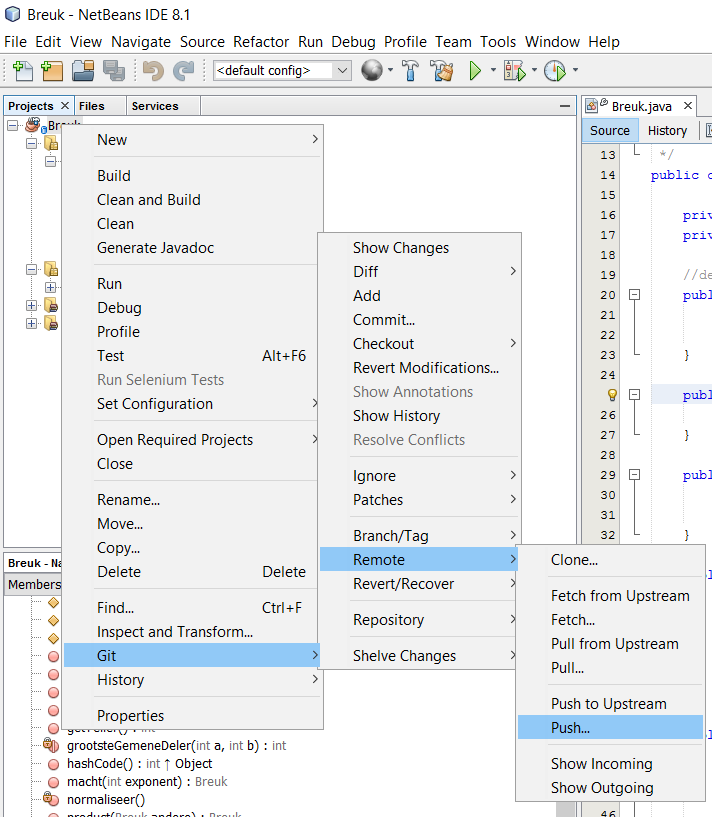 Breuk - NetBeans IDE 8.1
File Edit View Navigate Source Refactor Run Debug Profile Team Tools Window Help
<default config>
Projects Files Services
Breuk
New
Build
Clean and Build
Clean
Generate Javadoc
Run
Debug
Profile
Test Alt+F6
Run Selenium Tests
Set Configuration
Open Required Projects
Close
Rename...
Move...
Copy...
Delete Delete
Find... Ctrl+F
Inspect and Transform...
Git
History
Properties
Show Changes
Diff
Add
Commit...
Checkout
Revert Modifications...
Show Annotations
Show History
Resolve Conflicts
Ignore
Patches
Branch/Tag
Remote
Revert/Recover
Repository
Shelve Changes
Clone...
Fetch from Upstream
Fetch...
Pull from Upstream
Pull...
Push to Upstream
Push...
Show Incoming
Show Outgoing
Breuk.java
Source History
13 */
14 public c
15
16 priv
17 priv
18
19 //de
20 publ
21
22
23 }
24
publ
26
27 }
28
29 publ
30
31
32 }
46
Breuk - Na
Members
getTeller() : int
grootsteGemeneDeler(int a, int b) : int
hashCode() : int ↑ Object
macht(int exponent) : Breuk
normaliseer()
product(Breuk andere) : Breuk